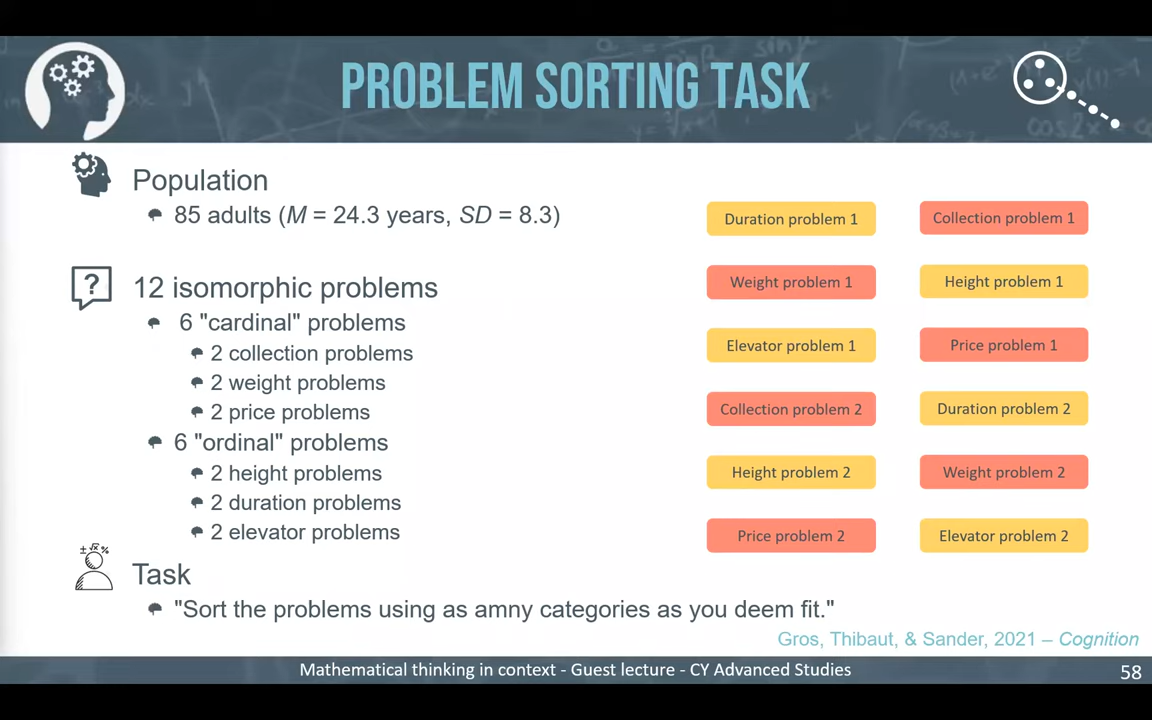 PROBLEM SORTING TASK
Population
85 adults (M = 24.3 years, SD = 8.3)
12 isomorphic problems
6 "cardinal" problems
2 collection problems
2 weight problems
2 price problems
6 "ordinal" problems
2 height problems
2 duration problems
2 elevator problems
Task
"Sort the problems using as amny categories as you deem fit."
Duration problem 1
Collection problem 1
Weight problem 1
Height problem 1
Elevator problem 1
Price problem 1
Collection problem 2
Duration problem 2
Height problem 2
Weight problem 2
Price problem 2
Elevator problem 2
Gros, Thibaut, & Sander, 2021 – Cognition
Mathematical thinking in context - Guest lecture - CY Advanced Studies
58